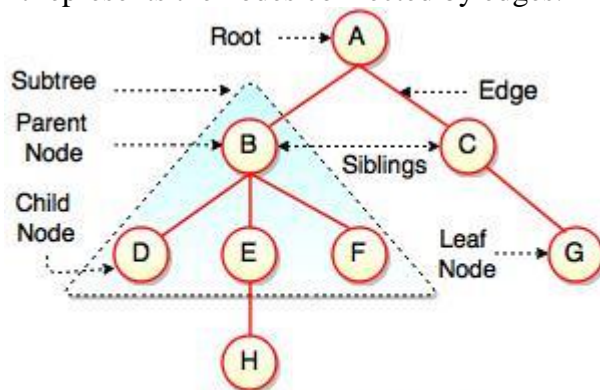 Root
A
Subtree
Edge
Parent
Node
B
C
Siblings
Child
Node
D
E
F
Leaf
Node
G
H